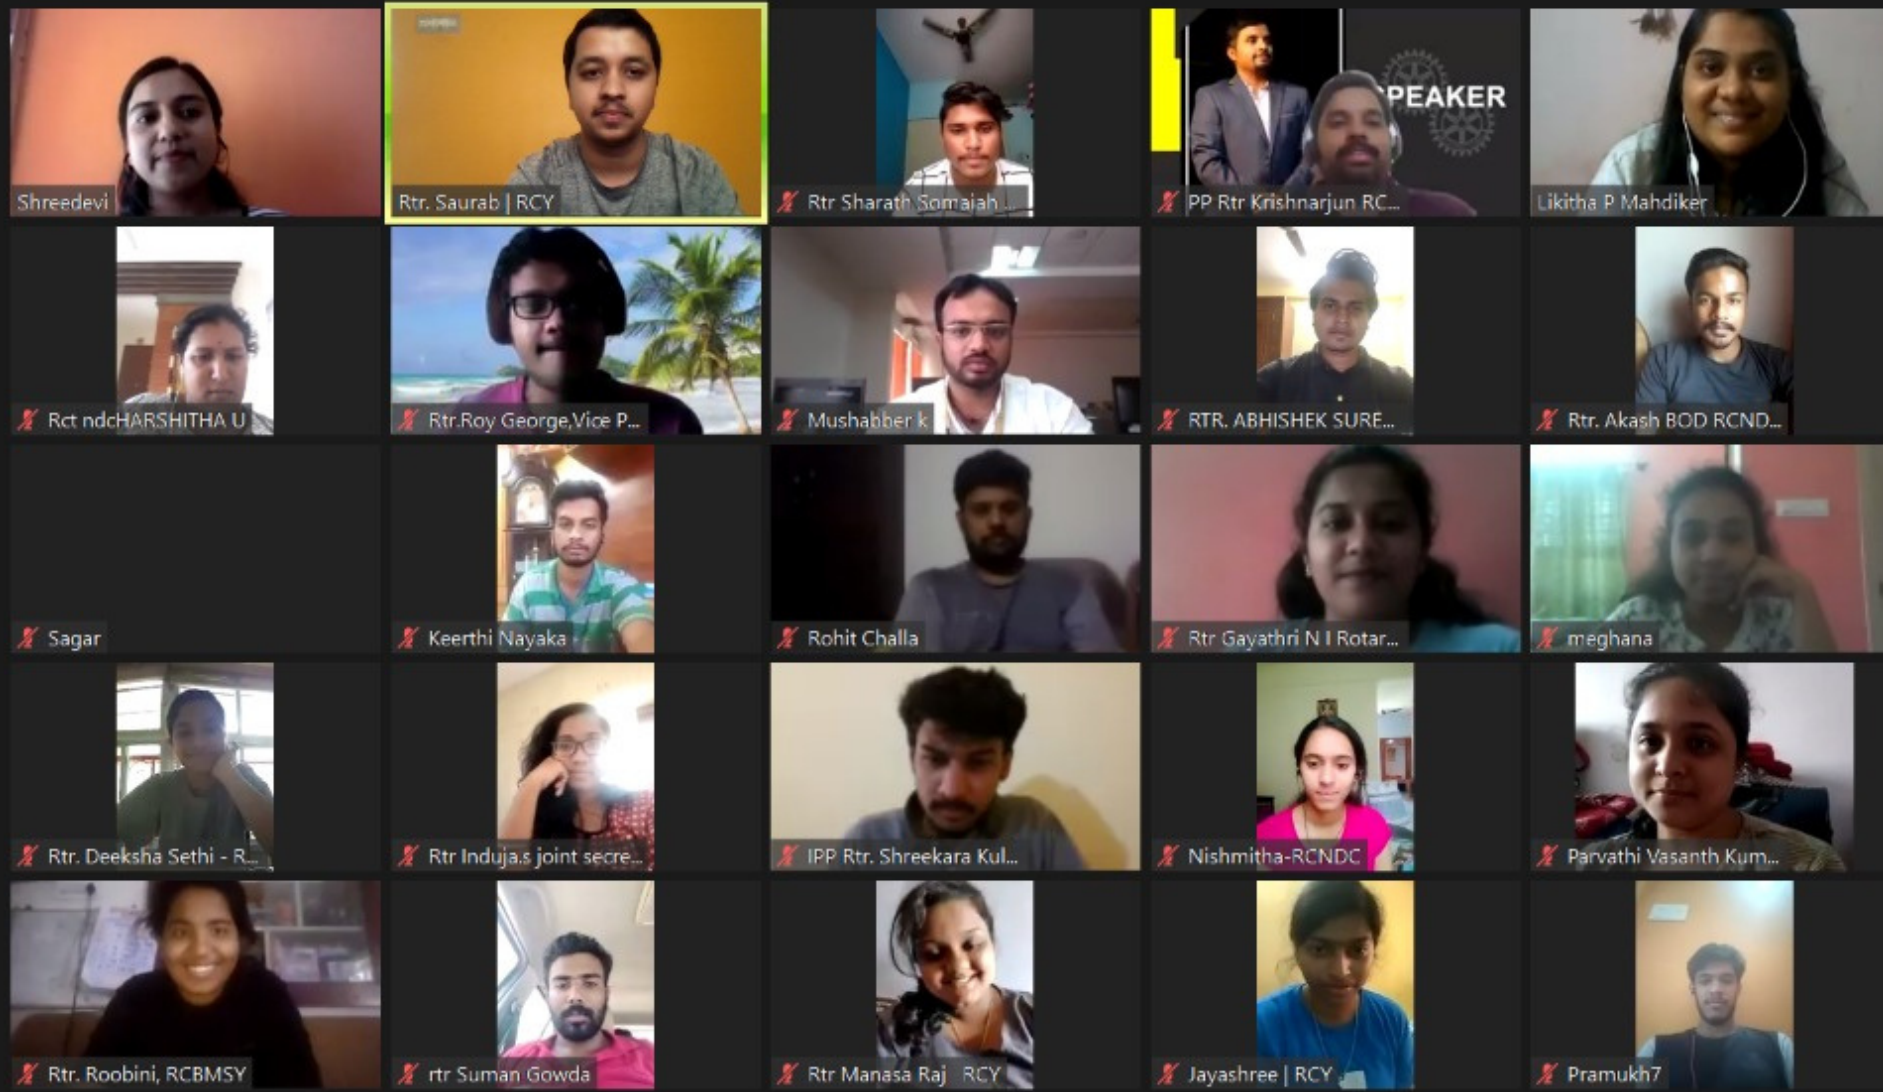 Shreedevi
Rtr. Saurab | RCY
Rtr Sharath Somaiah ...
SPEAKER
PP Rtr Krishnarjun RC...
Likitha P Mahdiker
Rct ndcHARSHITHA U
Rtr.Roy George,Vice P...
Mushabber k
RTR. ABHISHEK SURE...
Rtr. Akash BOD RCND...
Sagar
Keerthi Nayaka
Rohit Challa
Rtr Gayathri N I Rotar...
meghana
Rtr. Deeksha Sethi - R...
Rtr Induja.s joint secre...
IPP Rtr. Shreekara Kul...
Nishmitha-RCNDC
Parvathi Vasanth Kum...
Rtr. Roobini, RCBMSY
rtr Suman Gowda
Rtr Manasa Raj RCY
Jayashree | RCY
Pramukh7